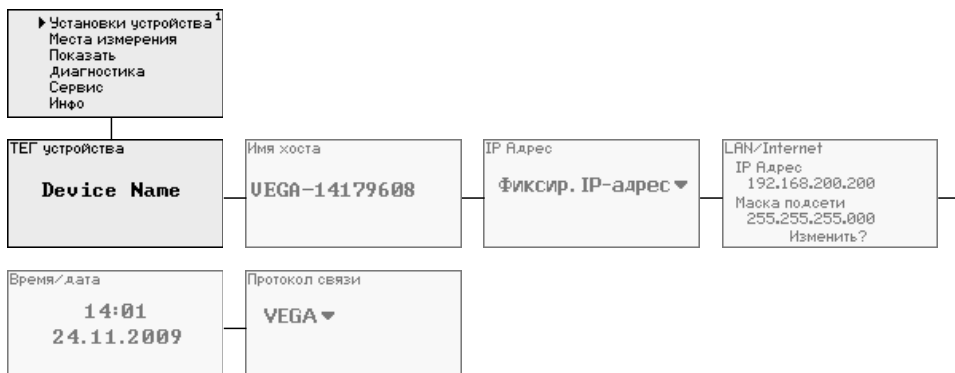 ▶Установки устройства 1
Места измерения
Показать
Диагностика
Сервис
Инфо
ТЕГ устройства
Device Name
Имя хоста
VEGA-14179608
IP Адрес
Фиксир. IP-адрес ▼
LAN/Internet
IP Адрес
192.168.200.200
Маска подсети
255.255.255.000
Изменить?
Время/дата
14:01
24.11.2009
Протокол связи
VEGA ▼